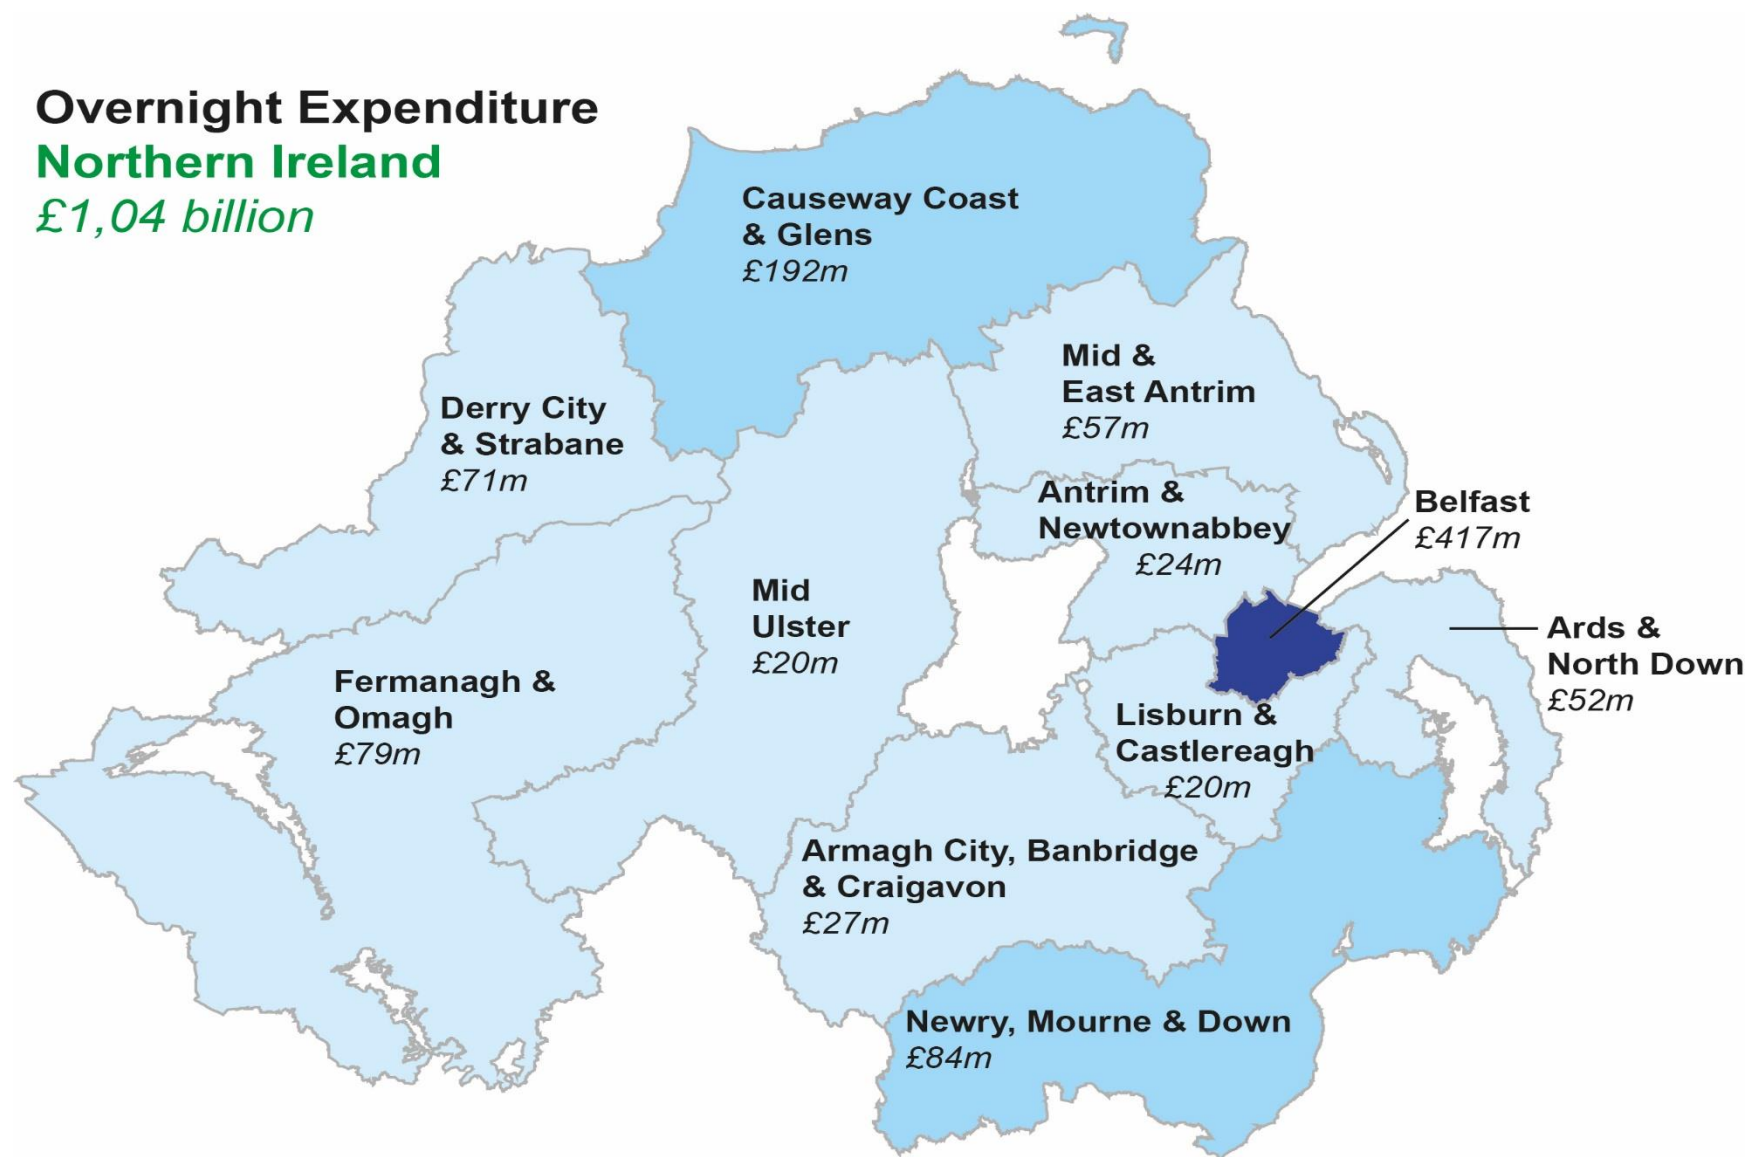 Overnight Expenditure
Northern Ireland
£1,04 billion
Causeway Coast
& Glens
£192m
Mid &
East Antrim
£57m
Derry City
& Strabane
£71m
Antrim &
Newtownabbey
£24m
Belfast
£417m
Mid
Ulster
£20m
Ards &
North Down
£52m
Fermanagh &
Omagh
£79m
Lisburn &
Castlereagh
£20m
Armagh City, Banbridge
& Craigavon
£27m
Newry, Mourne & Down
£84m